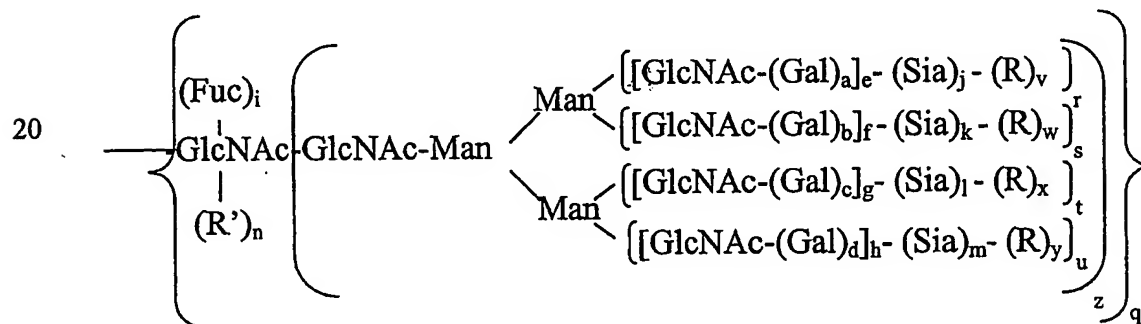 (Fuc)i
20
GlcNAc-GlcNAc-Man
(R')n
Man
{[GlcNAc-(Gal)a]e- (Sia)j - (R)v}r
{[GlcNAc-(Gal)b]f- (Sia)k - (R)w}s
Man
{[GlcNAc-(Gal)c]g- (Sia)l - (R)x}t
{[GlcNAc-(Gal)d]h- (Sia)m - (R)y}u
z
q